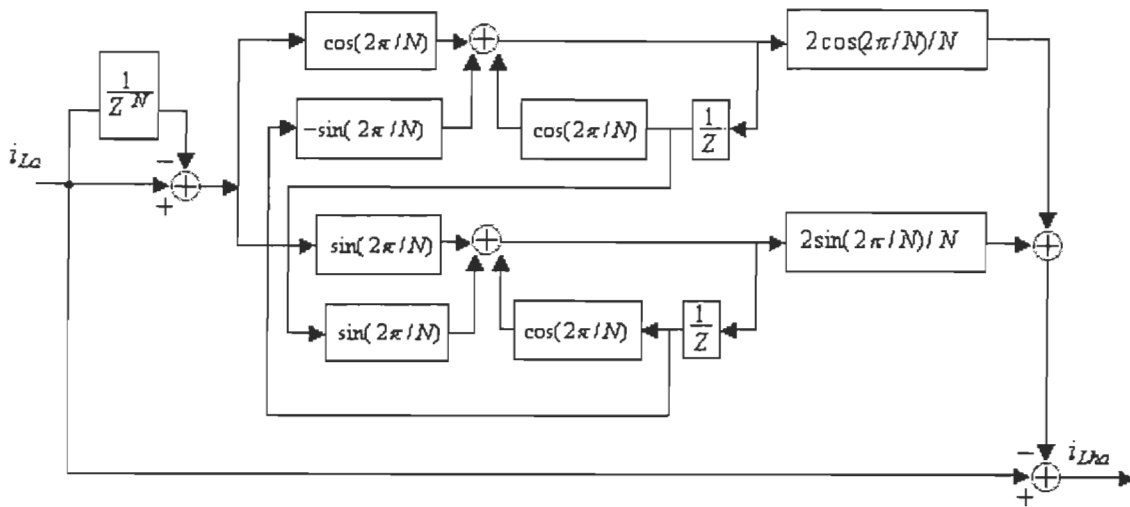 cos(2π/N)
+
2cos(2π/N)/N
1
Z^N
-sin(2π/N)
cos(2π/N)
1
Z
i_La
−
+
+
sin(2π/N)
+
2sin(2π/N)/N
+
sin(2π/N)
cos(2π/N)
1
Z
−
i_Lha
+
+